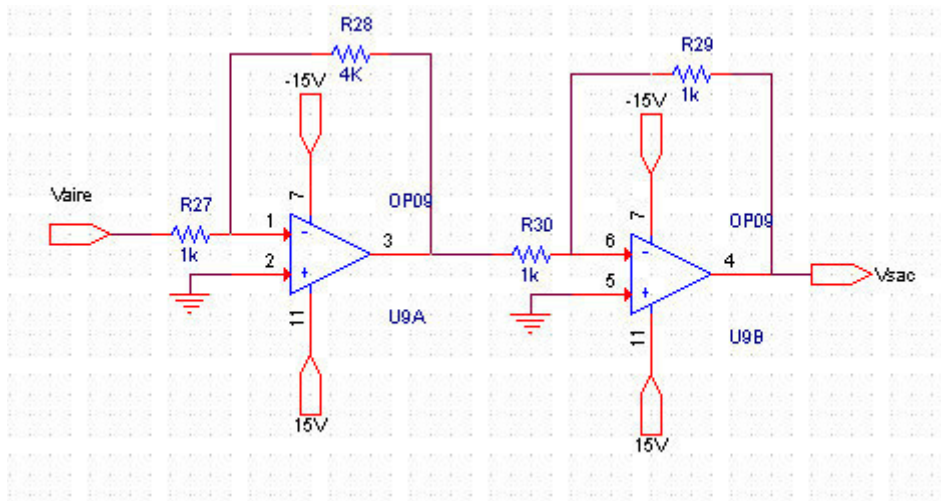 R28
4K
-15V
7
Vaire
R27
1k
1
-
2
+
3
OP09
U9A
11
15V
R29
1k
-15V
7
R30
1k
6
-
5
+
4
OP09
Vsac
U9B
11
15V